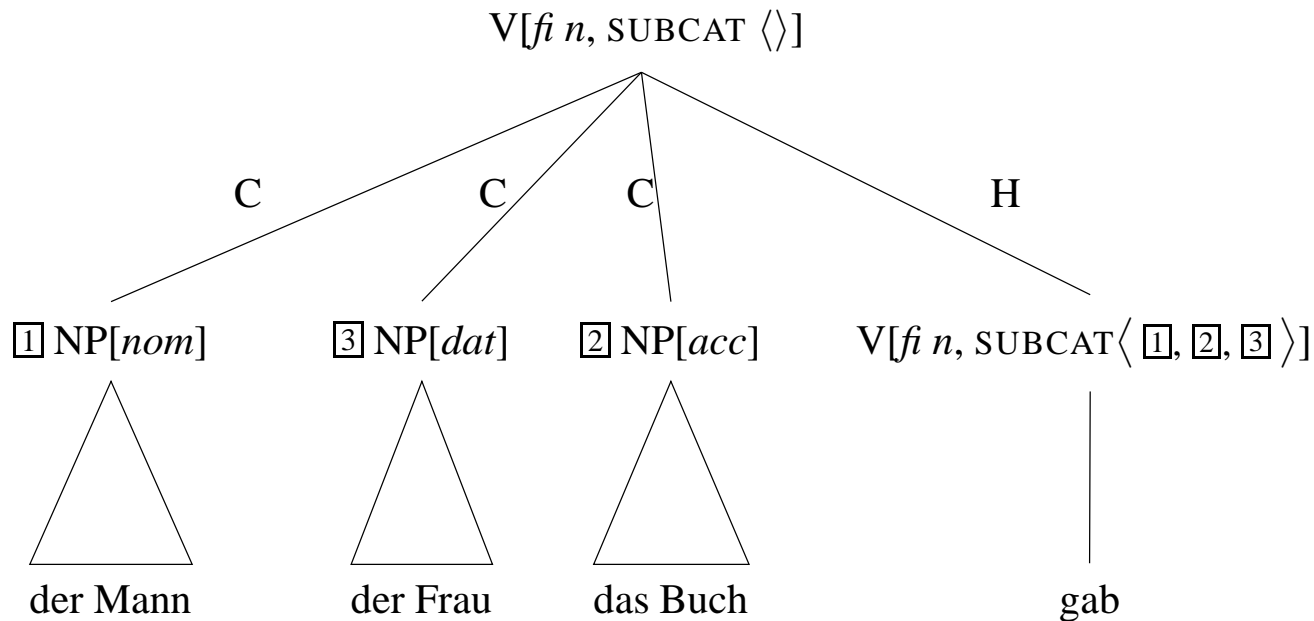 V[fi n, SUBCAT ⟨⟩]
C C C H
1 NP[nom] 3 NP[dat] 2 NP[acc] V[fi n, SUBCAT⟨ 1, 2, 3 ⟩]
der Mann der Frau das Buch gab